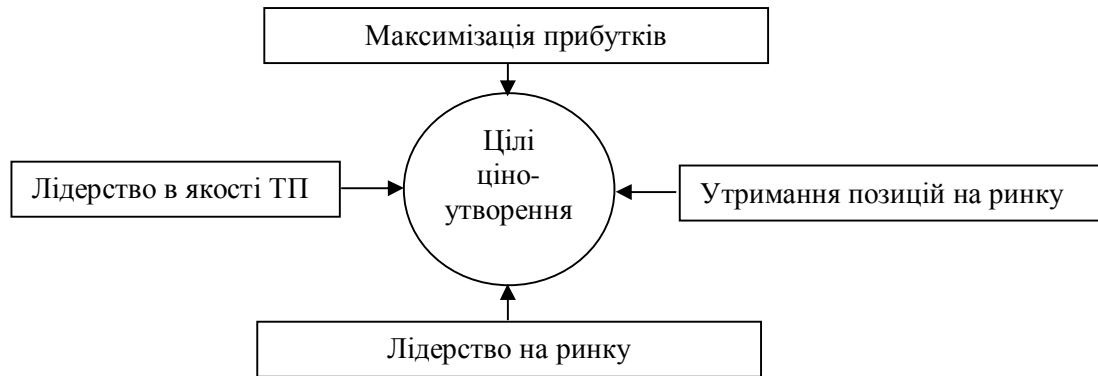 Максимізація прибутків
Цілі
ціно-
утворення
Лідерство в якості ТП
Утримання позицій на ринку
Лідерство на ринку